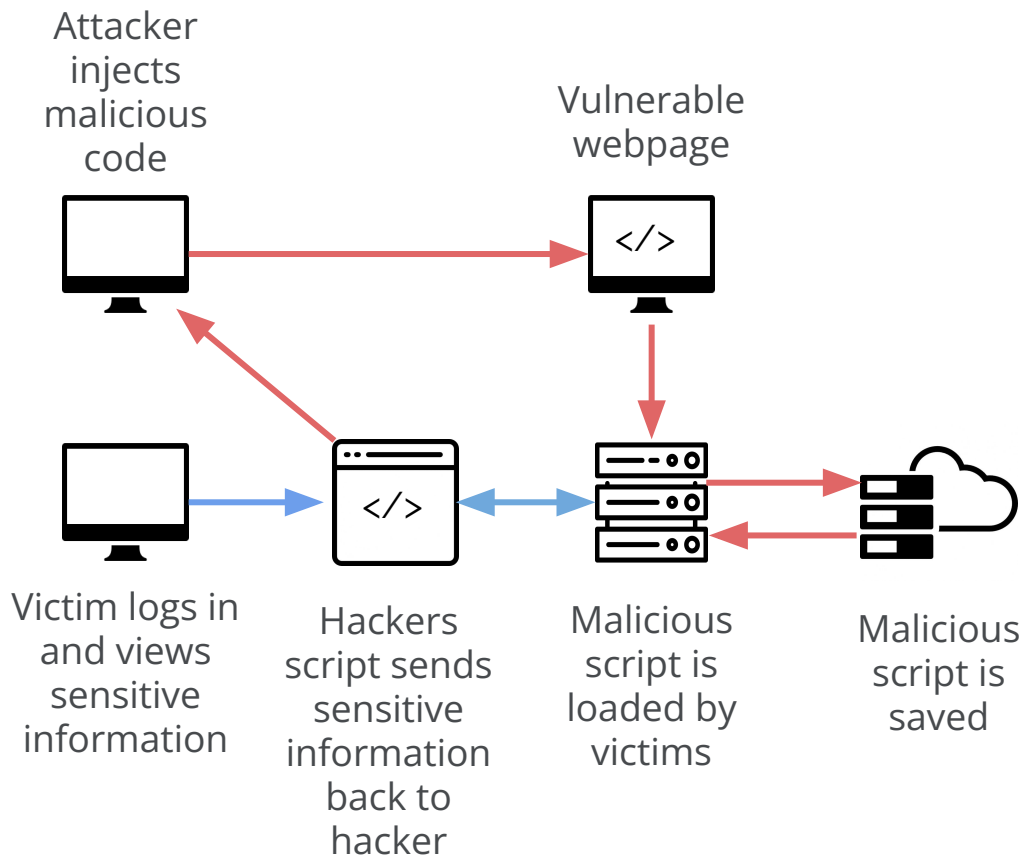 Attacker
injects
malicious
code
Vulnerable
webpage
</>
</>
Victim logs in
and views
sensitive
information
Hackers
script sends
sensitive
information
back to
hacker
Malicious
script is
loaded by
victims
Malicious
script is
saved